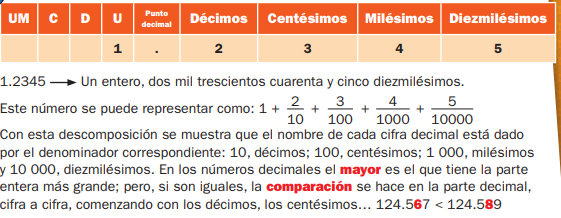 UM C D U Punto decimal Décimos Centésimos Milésimos Diezmilésimos
1 . 2 3 4 5
1.2345 ⟶ Un entero, dos mil trescientos cuarenta y cinco diezmilésimos.
Este número se puede representar como: 1 + 2/10 + 3/100 + 4/1000 + 5/10000
Con esta descomposición se muestra que el nombre de cada cifra decimal está dado
por el denominador correspondiente: 10, décimos; 100, centésimos; 1 000, milésimos
y 10 000, diezmilésimos. En los números decimales el mayor es el que tiene la parte
entera más grande; pero, si son iguales, la comparación se hace en la parte decimal,
cifra a cifra, comenzando con los décimos, los centésimos... 124.567 < 124.589